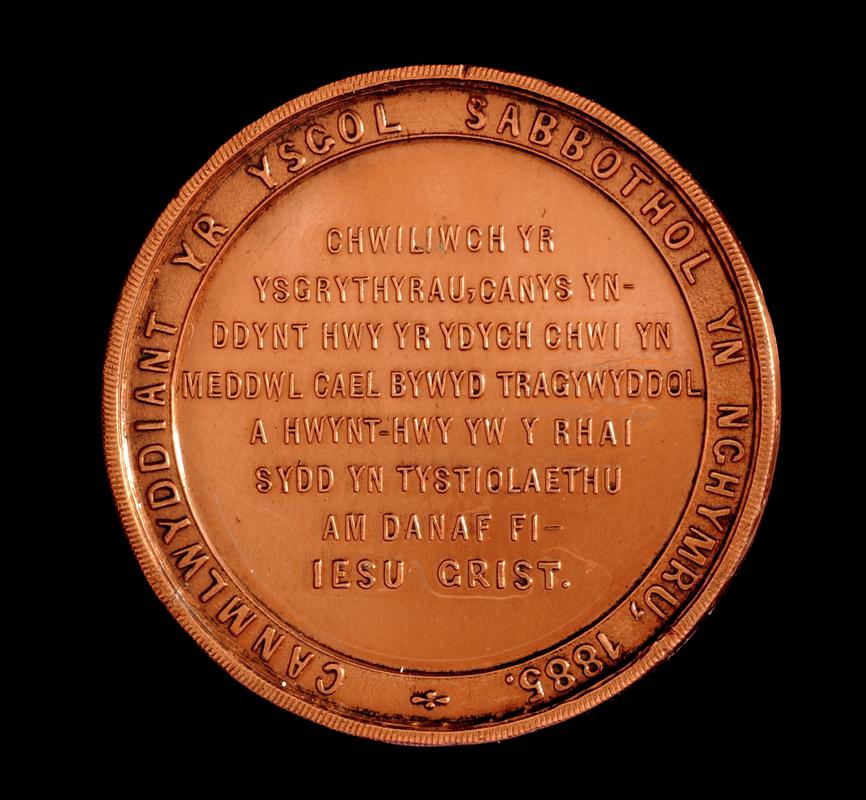 CANMLWYDDIANT YR YSGOL SABBOTHOL YN NGHYMRU, 1885.
CHWILIWCH YR
YSGRYTHYRAU; CANYS YN-
DDYNT HWY YR YDYCH CHWI YN
MEDDWL CAEL BYWYD TRAGYWYDDOL
A HWYNT-HWY YW Y RHAI
SYDD YN TYSTIOLAETHU
AM DANAF FI—
IESU GRIST.